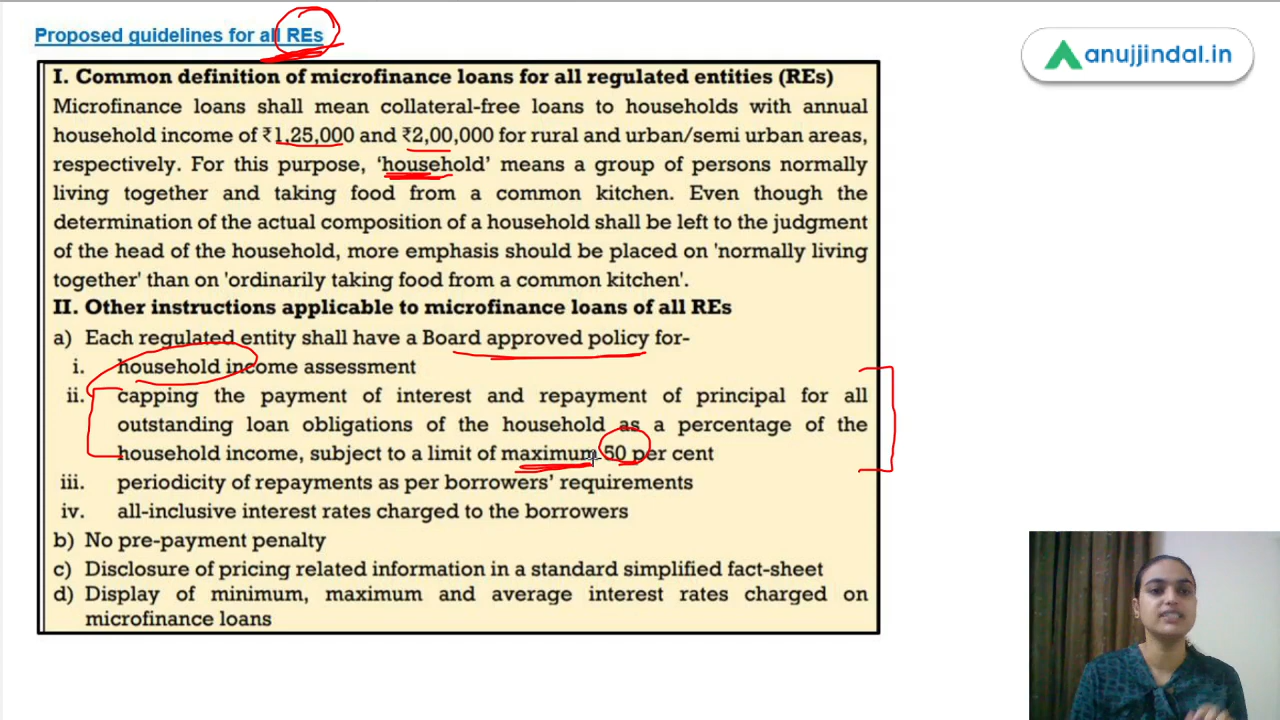 Proposed guidelines for all REs
anujjindal.in
I. Common definition of microfinance loans for all regulated entities (REs)
Microfinance loans shall mean collateral-free loans to households with annual
household income of ₹1,25,000 and ₹2,00,000 for rural and urban/semi urban areas,
respectively. For this purpose, ‘household’ means a group of persons normally
living together and taking food from a common kitchen. Even though the
determination of the actual composition of a household shall be left to the judgment
of the head of the household, more emphasis should be placed on 'normally living
together' than on 'ordinarily taking food from a common kitchen'.
II. Other instructions applicable to microfinance loans of all REs
a) Each regulated entity shall have a Board approved policy for-
i. household income assessment
ii. capping the payment of interest and repayment of principal for all
outstanding loan obligations of the household as a percentage of the
household income, subject to a limit of maximum 50 per cent
iii. periodicity of repayments as per borrowers’ requirements
iv. all-inclusive interest rates charged to the borrowers
b) No pre-payment penalty
c) Disclosure of pricing related information in a standard simplified fact-sheet
d) Display of minimum, maximum and average interest rates charged on
microfinance loans